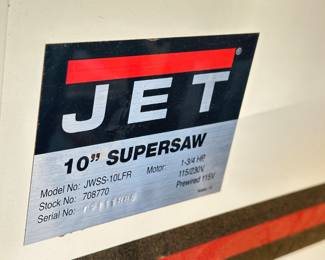 JET®
10" SUPERSAW
Model No: JWSS-10LFR Motor: 1-3/4 HP
Stock No: 708770 115/230V
Serial No: Prewired 115V